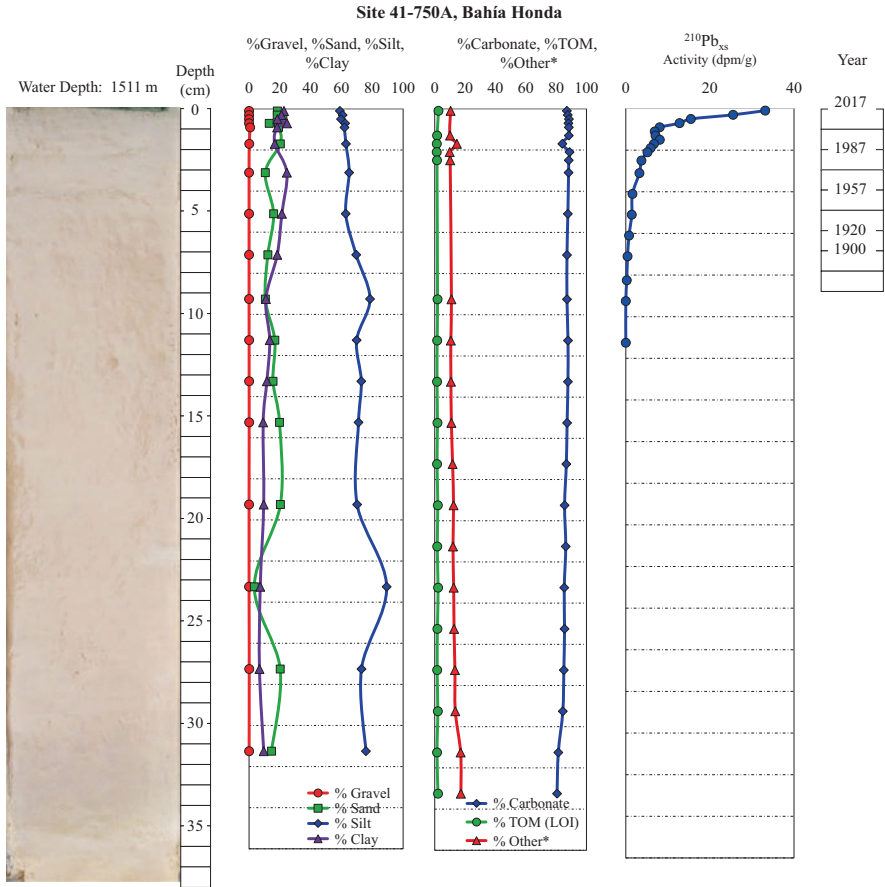 Site 41-750A, Bahía Honda
Water Depth: 1511 m
Depth
(cm)
0
5
10
15
20
25
30
35
%Gravel, %Sand, %Silt,
%Clay
0 20 40 60 80 100
% Gravel
% Sand
% Silt
% Clay
%Carbonate, %TOM,
%Other*
0 20 40 60 80 100
% Carbonate
% TOM (LOI)
% Other*
²¹⁰Pbxs
Activity (dpm/g)
0 20 40
Year
2017
1987
1957
1920
1900